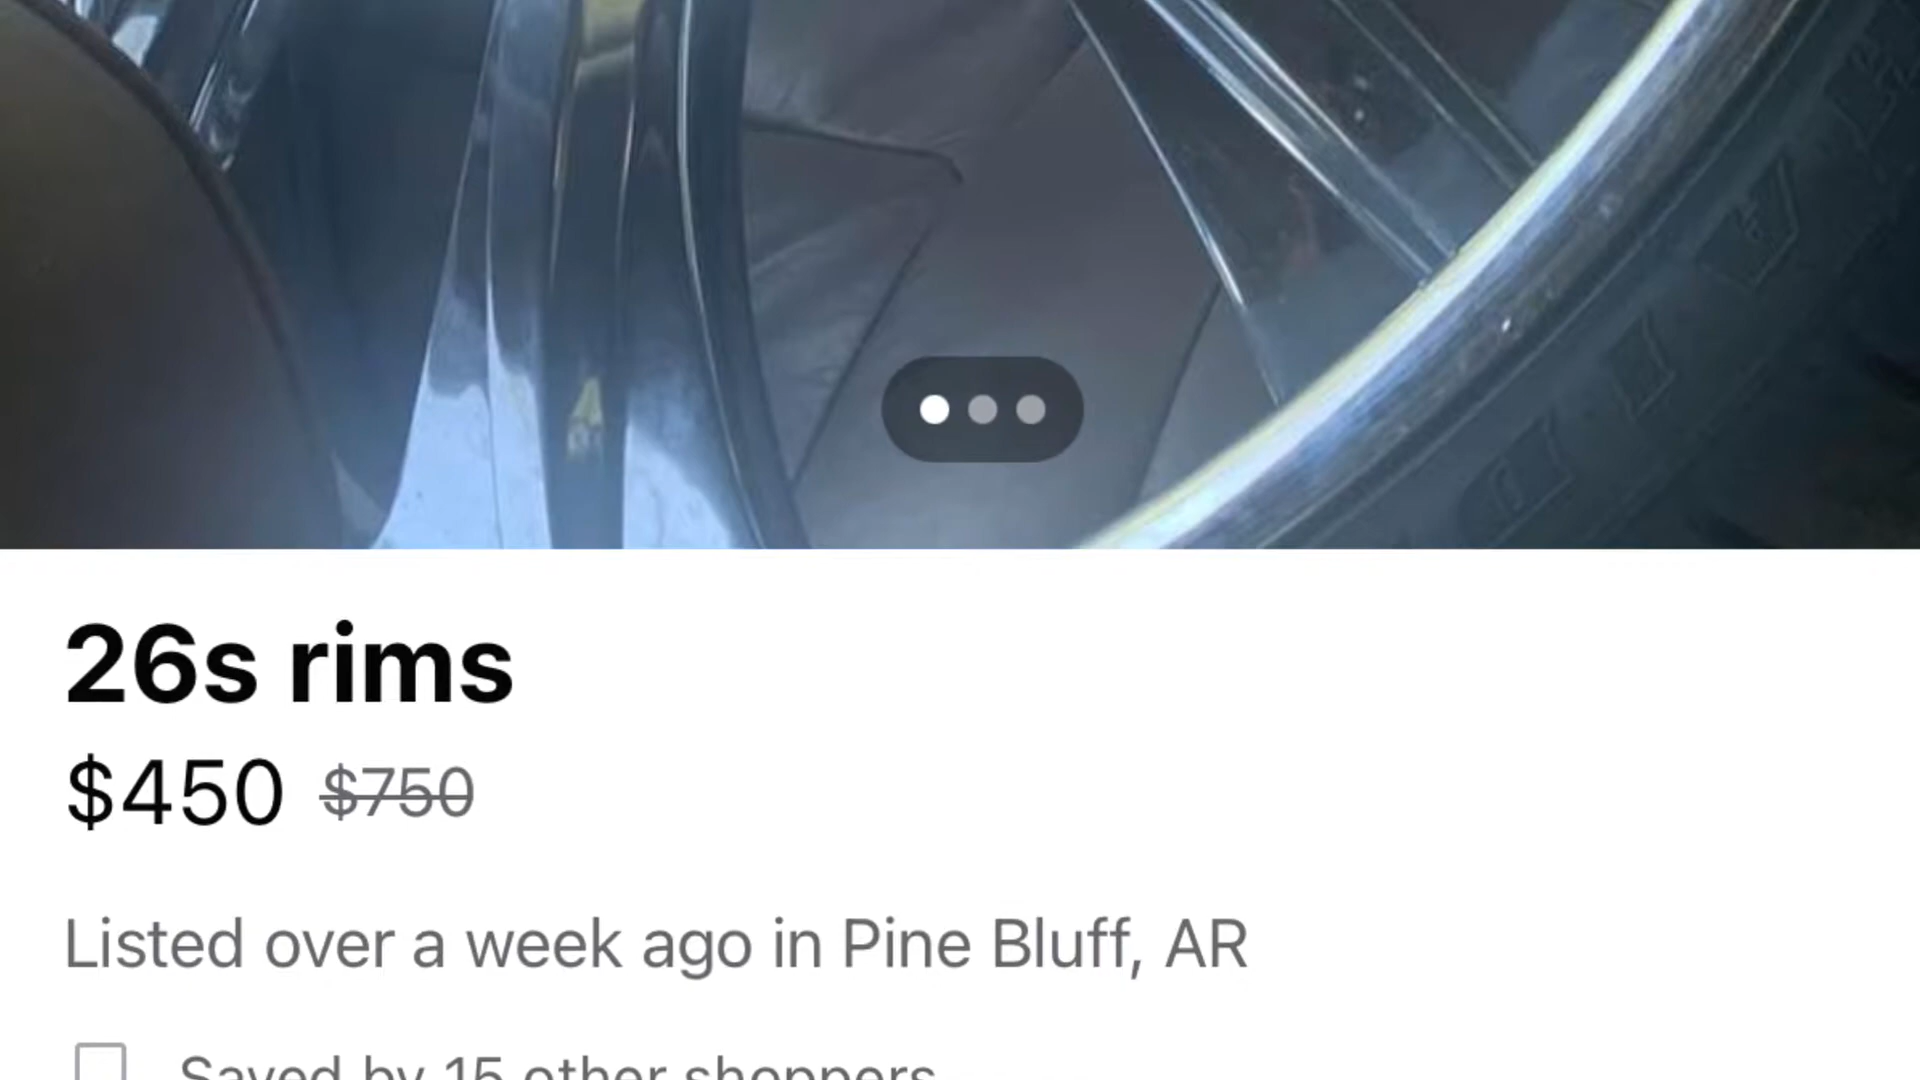 26s rims
$450 $750
Listed over a week ago in Pine Bluff, AR
Saved by 15 other shoppers